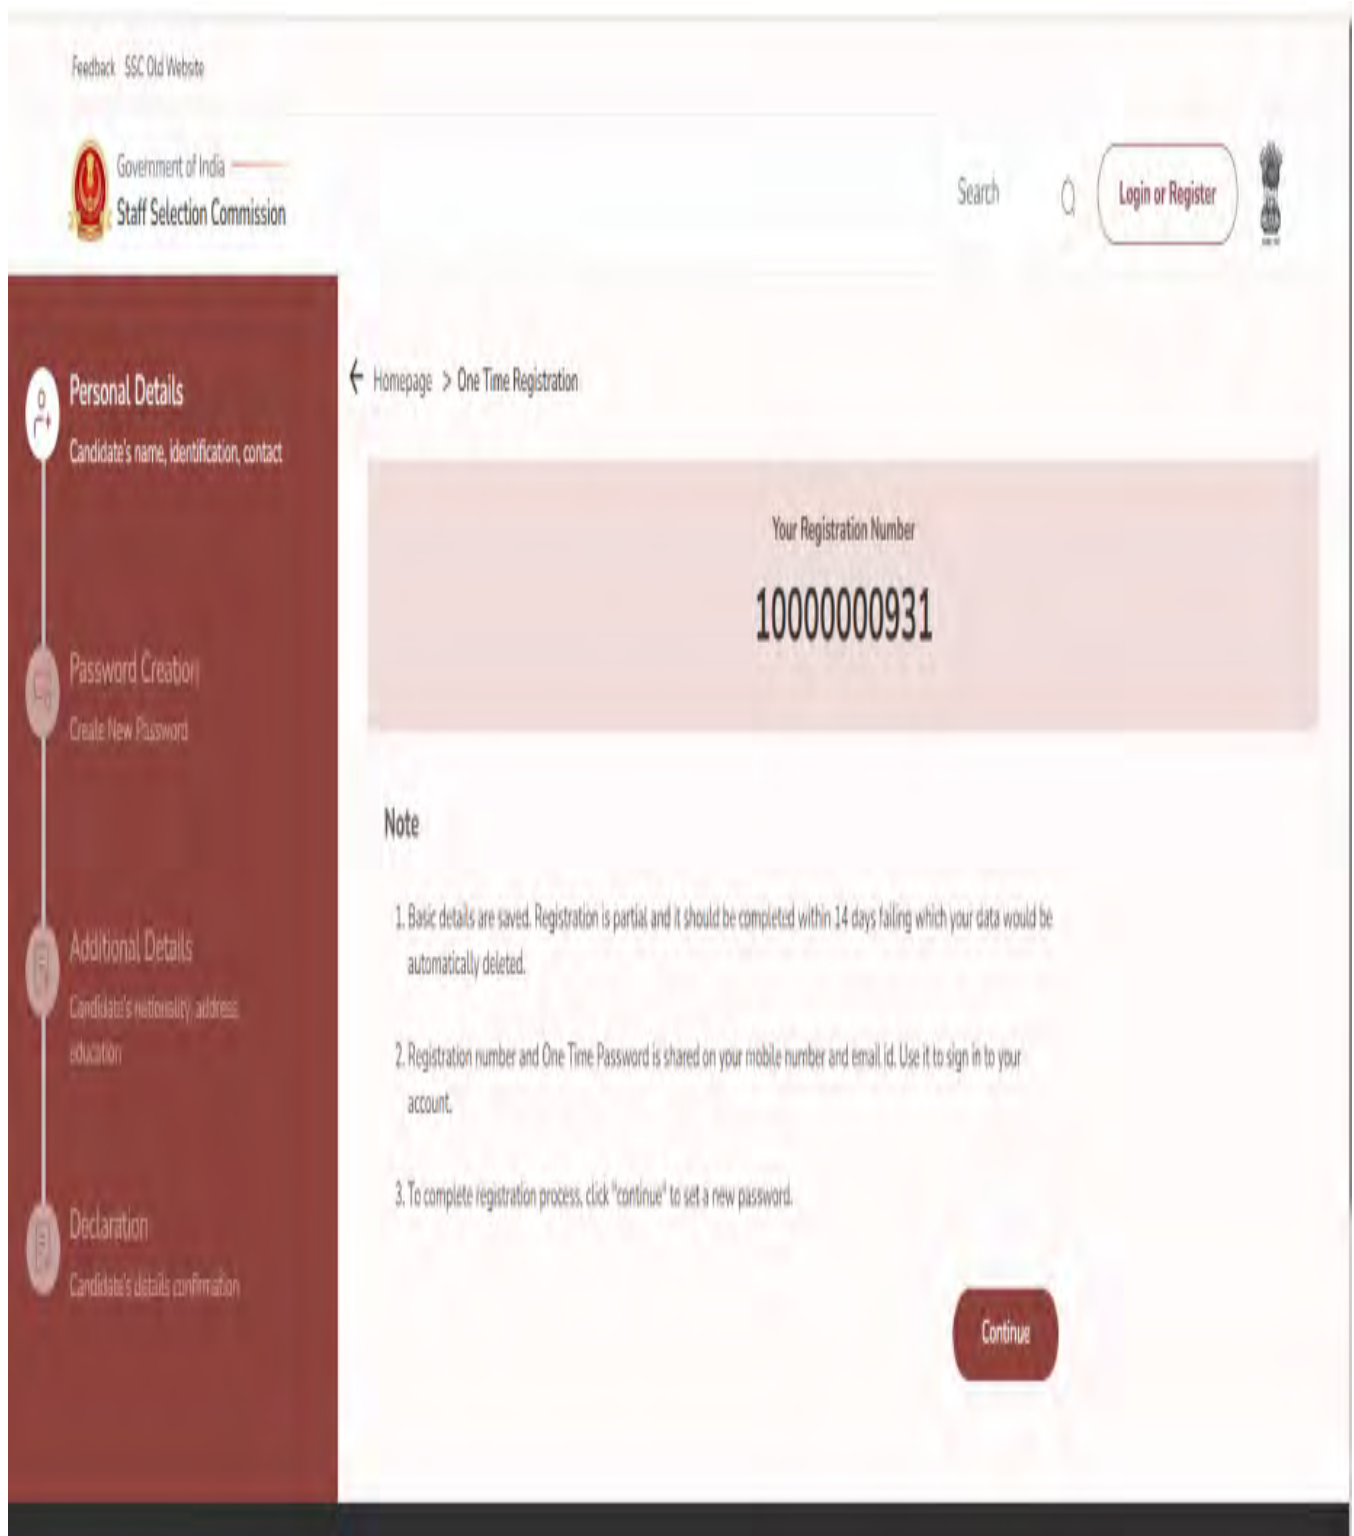 Feedback SSC Old Website
Government of India
Staff Selection Commission
Search
Login or Register
Personal Details
Candidate's name, identification, contact
Password Creation
Create New Password
Additional Details
Candidate's nationality, address,
education
Declaration
Candidate's details confirmation
Homepage > One Time Registration
Your Registration Number
10000000931
Note
1. Basic details are saved. Registration is partial and it should be completed within 14 days failing which your data would be
automatically deleted.
2. Registration number and One Time Password is shared on your mobile number and email id. Use it to sign in to your
account.
3. To complete registration process, click "continue" to set a new password.
Continue